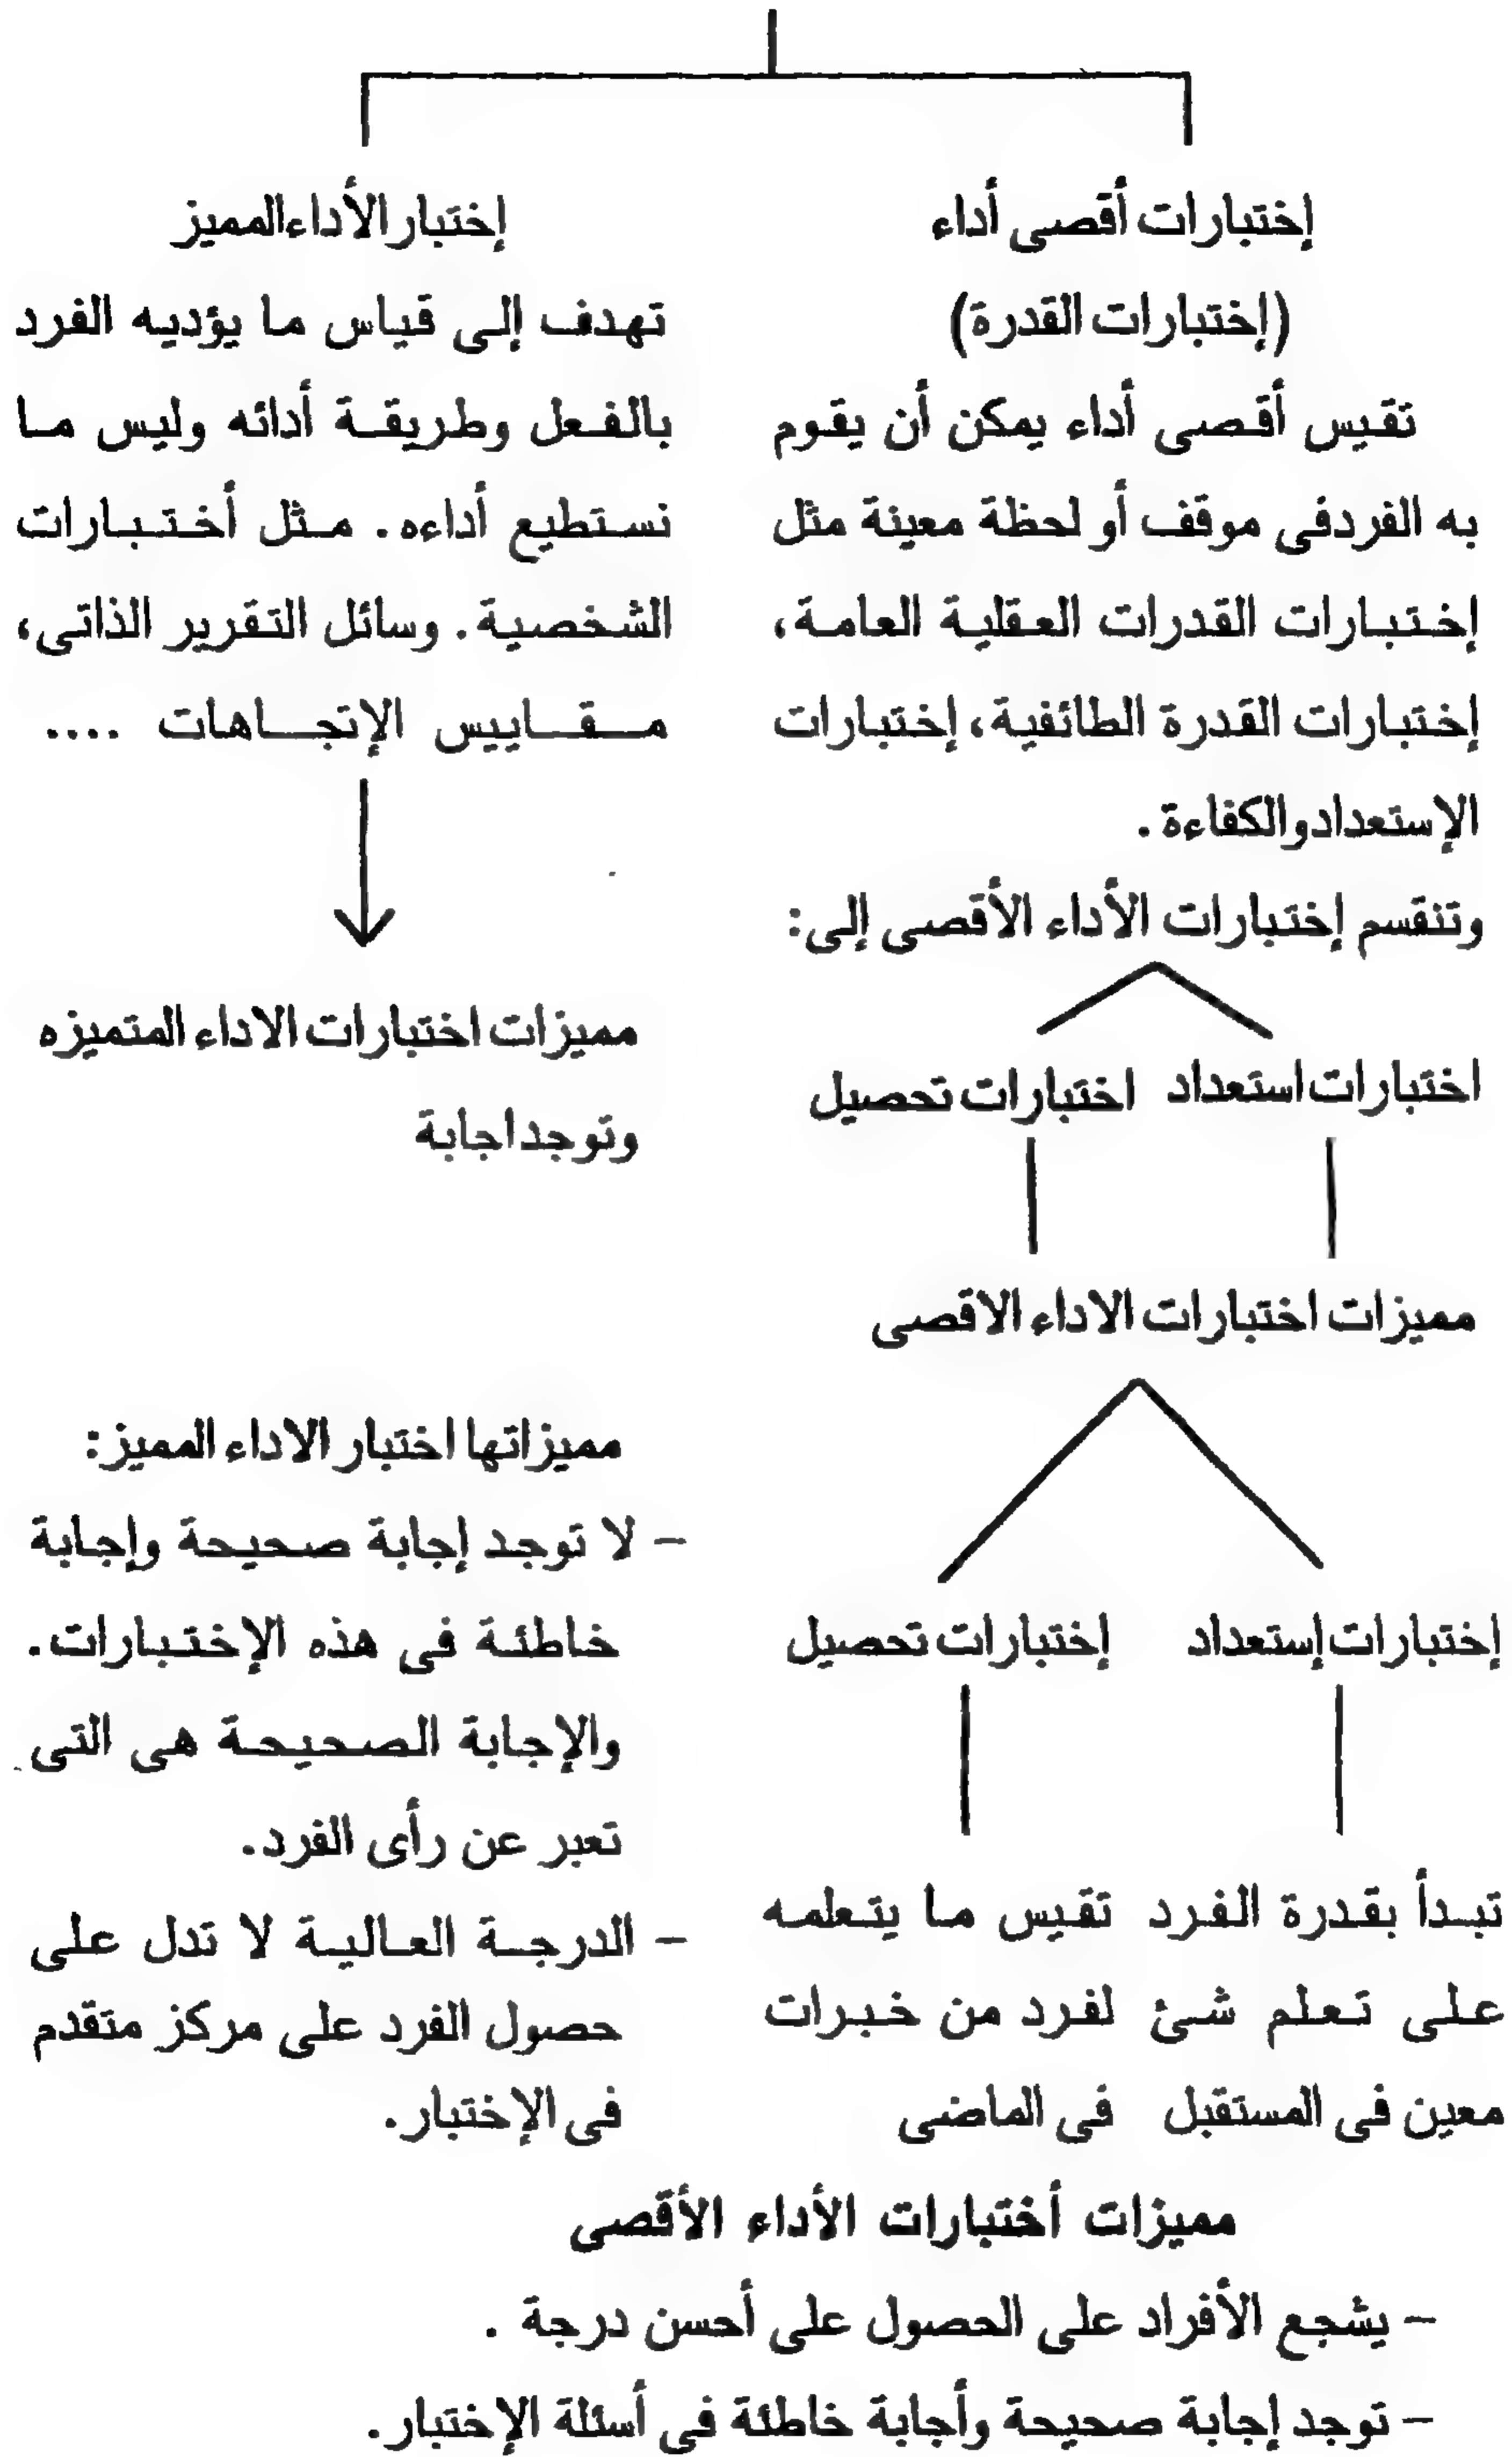 إختبارات أقصى أداء
(إختبارات القدرة)
تقيس أقصى أداء يمكن أن يقوم
به الفردفى موقف أو لحظة معينة مثل
إختبارات القدرات العقلية العامة،
إختبارات القدرة الطائفية، إختبارات
الإستعدادوالكفاءة .
وتنقسم إختبارات الأداء الأقصى إلى:
اختبارات استعداد
اختبارات تحصيل
مميزات اختبارات الاداء الاقصى
إختبارات إستعداد
إختبارات تحصيل
تبدأ بقدرة الفرد
على تعلم شئ
معين فى المستقبل
تقيس ما يتعلمه
لفرد من خبرات
فى الماضى
إختبار الأداء المميز
تهدف إلى قياس ما يؤديه الفرد
بالفعل وطريقة أدائه وليس ما
نستطيع أداءه. مثل أختبارات
الشخصية. وسائل التقرير الذاتى،
مقاييس الإتجاهات ....
مميزات اختبارات الاداء المتميزه
وتوجد اجابة
مميزاتها اختبار الاداء المميز:
- لا توجد إجابة صحيحة وإجابة
خاطئة فى هذه الإختبارات.
والإجابة الصحيحة هى التى
تعبر عن رأى الفرد.
- الدرجة العالية لا تدل على
حصول الفرد على مركز متقدم
فى الإختبار.
مميزات أختبارات الأداء الأقصى
- يشجع الأفراد على الحصول على أحسن درجة .
- توجد إجابة صحيحة وأجابة خاطئة فى أسئلة الإختبار.